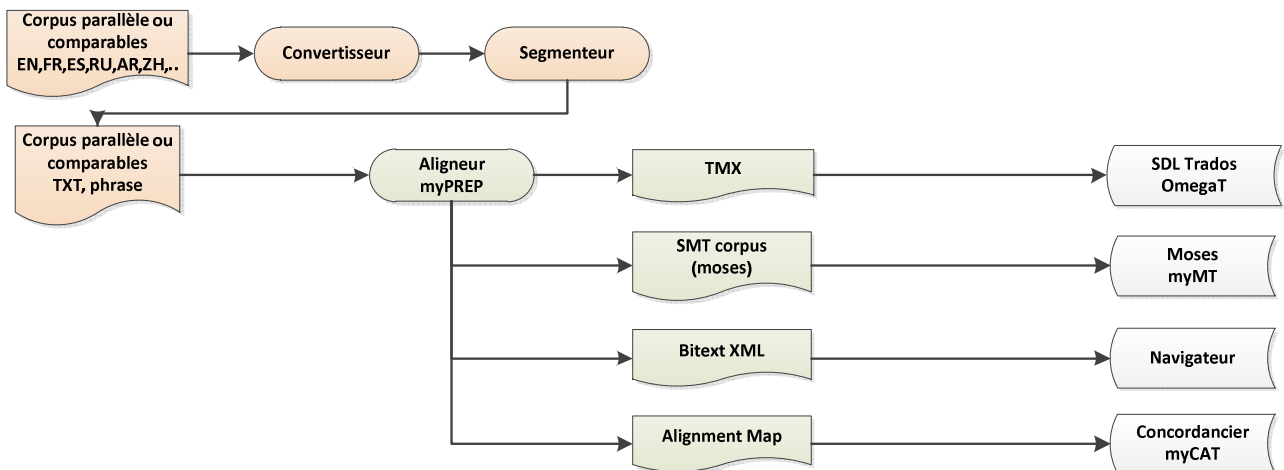 Corpus parallèle ou
comparables
EN,FR,ES,RU,AR,ZH,..
Convertisseur
Segmenteur
Corpus parallèle ou
comparables
TXT, phrase
Aligneur
myPREP
TMX
SDL Trados
OmegaT
SMT corpus
(moses)
Moses
myMT
Bitext XML
Navigateur
Alignment Map
Concordancier
myCAT